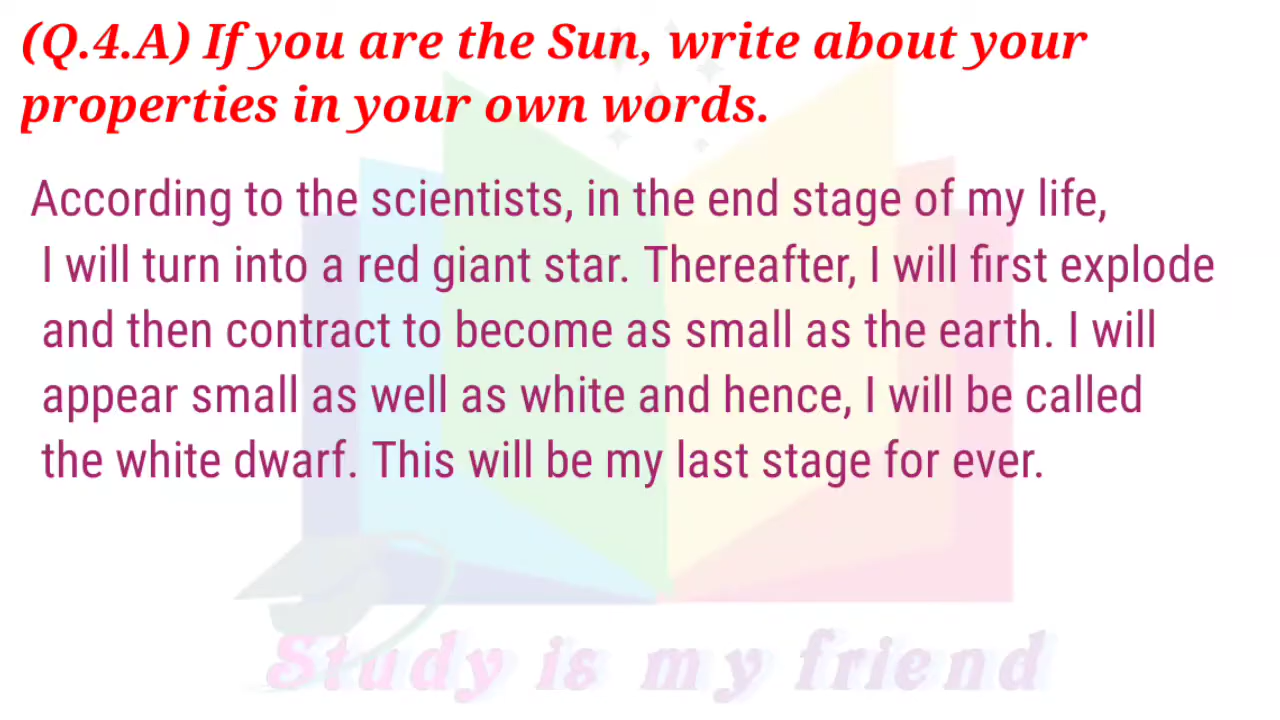 (Q.4.A) If you are the Sun, write about your
properties in your own words.
According to the scientists, in the end stage of my life,
I will turn into a red giant star. Thereafter, I will first explode
and then contract to become as small as the earth. I will
appear small as well as white and hence, I will be called
the white dwarf. This will be my last stage for ever.
Study is my friend